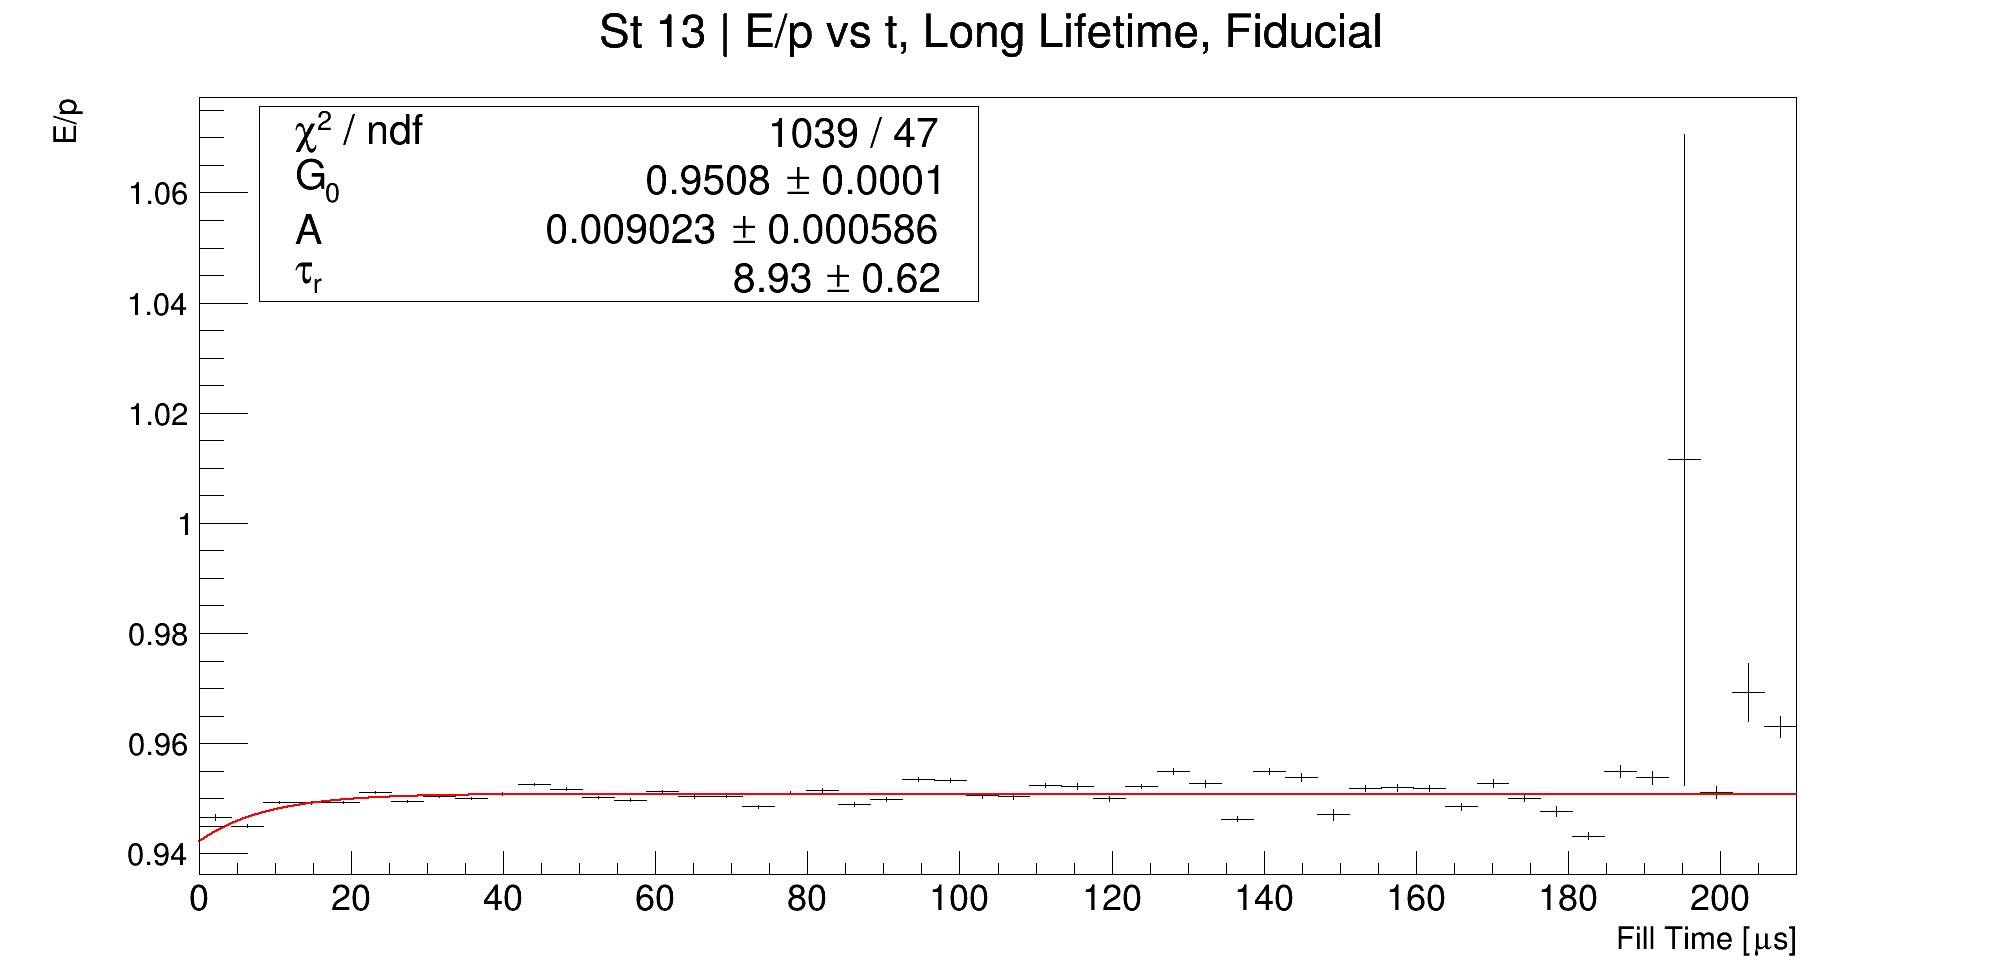 St 13 | E/p vs t, Long Lifetime, Fiducial
E/p
χ² / ndf 1039 / 47
G₀ 0.9508 ± 0.0001
A 0.009023 ± 0.000586
τᵣ 8.93 ± 0.62
1.06
1.04
1.02
1
0.98
0.96
0.94
0 20 40 60 80 100 120 140 160 180 200
Fill Time [μs]